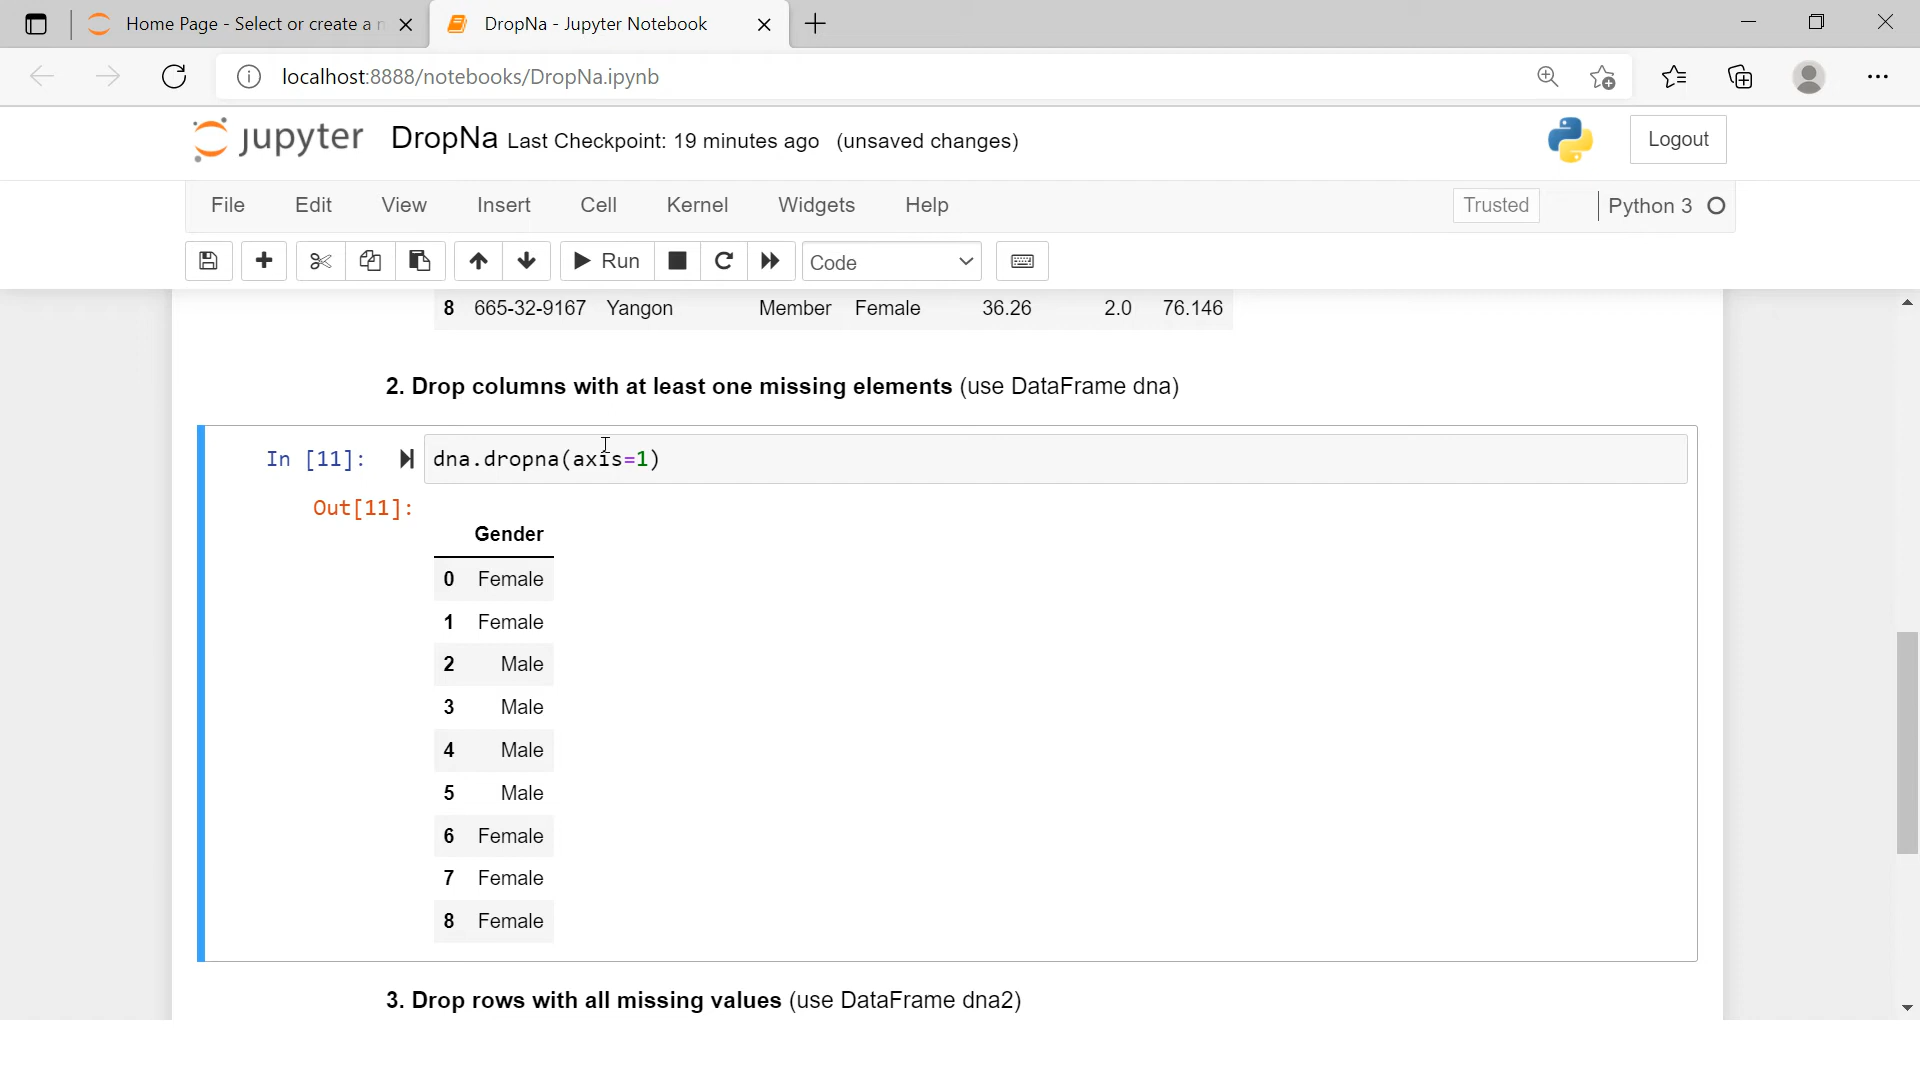 Home Page - Select or create a n
DropNa - Jupyter Notebook
localhost:8888/notebooks/DropNa.ipynb
jupyter DropNa Last Checkpoint: 19 minutes ago (unsaved changes)
Logout
File Edit View Insert Cell Kernel Widgets Help
Trusted
Python 3
Run
Code
8 665-32-9167 Yangon Member Female 36.26 2.0 76.146
2. Drop columns with at least one missing elements (use DataFrame dna)
In [11]: dna.dropna(axis=1)
Out[11]:
Gender
0 Female
1 Female
2 Male
3 Male
4 Male
5 Male
6 Female
7 Female
8 Female
3. Drop rows with all missing values (use DataFrame dna2)